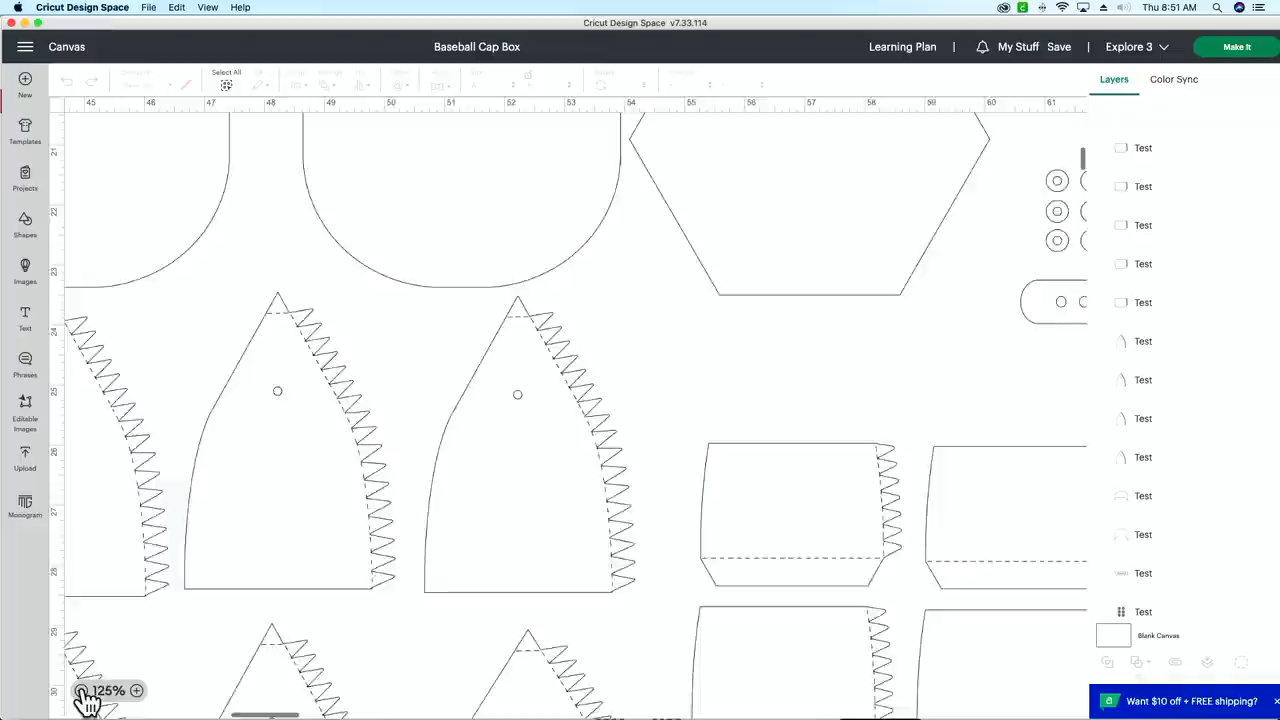 Cricut Design Space File Edit View Help
Thu 8:51 AM
Cricut Design Space v7.33.114
Canvas
Baseball Cap Box
Learning Plan | My Stuff Save | Explore 3
Make It
Select All
Layers Color Sync
45 46 47 48 49 50 51 52 53 54 55 56 57 58 59 60 61
21
22
23
24
25
26
27
28
29
30
New
Templates
Projects
Shapes
Images
Text
Phrases
Editable
Images
Upload
Monogram
Test
Test
Test
Test
Test
Test
Test
Test
Test
Test
Test
Test
Test
Blank Canvas
125%
Want $10 off + FREE shipping?